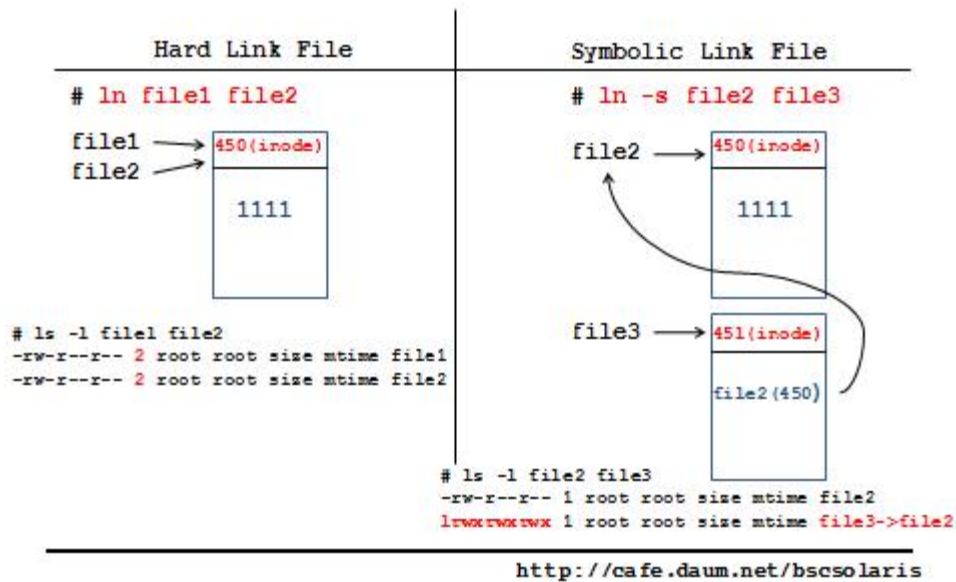 Hard Link File
# ln file1 file2
file1
file2
450(inode)
1111
# ls -l file1 file2
-rw-r--r-- 2 root root size mtime file1
-rw-r--r-- 2 root root size mtime file2
Symbolic Link File
# ln -s file2 file3
file2
450(inode)
1111
file3
451(inode)
file2(450)
# ls -l file2 file3
-rw-r--r-- 1 root root size mtime file2
lrwxrwxrwx 1 root root size mtime file3->file2
http://cafe.daum.net/bscsolaris